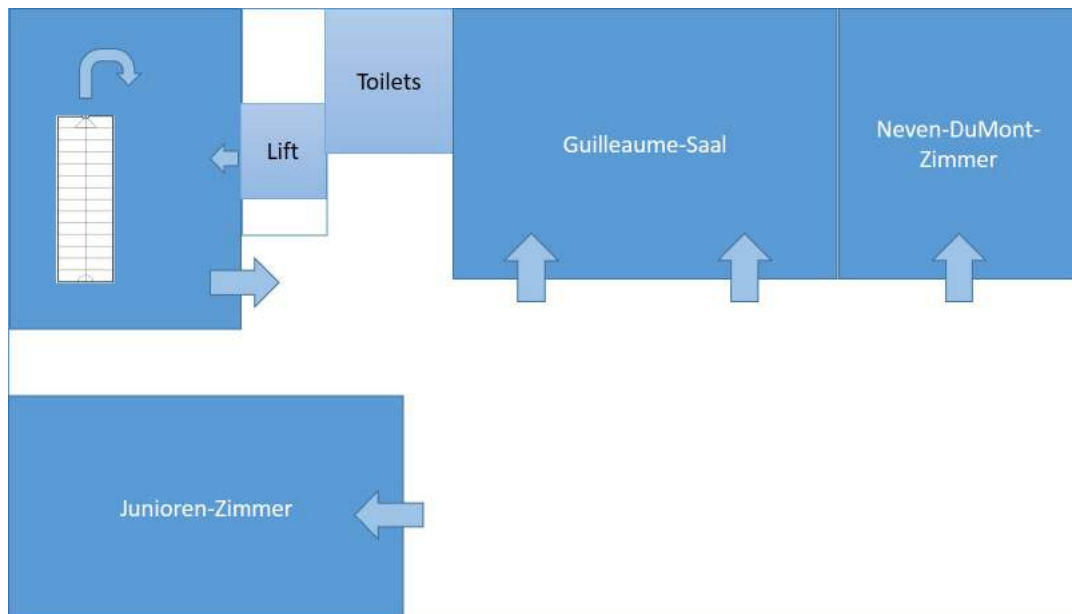 Toilets
Lift
Guilleaume-Saal
Neven-DuMont-
Zimmer
Junioren-Zimmer